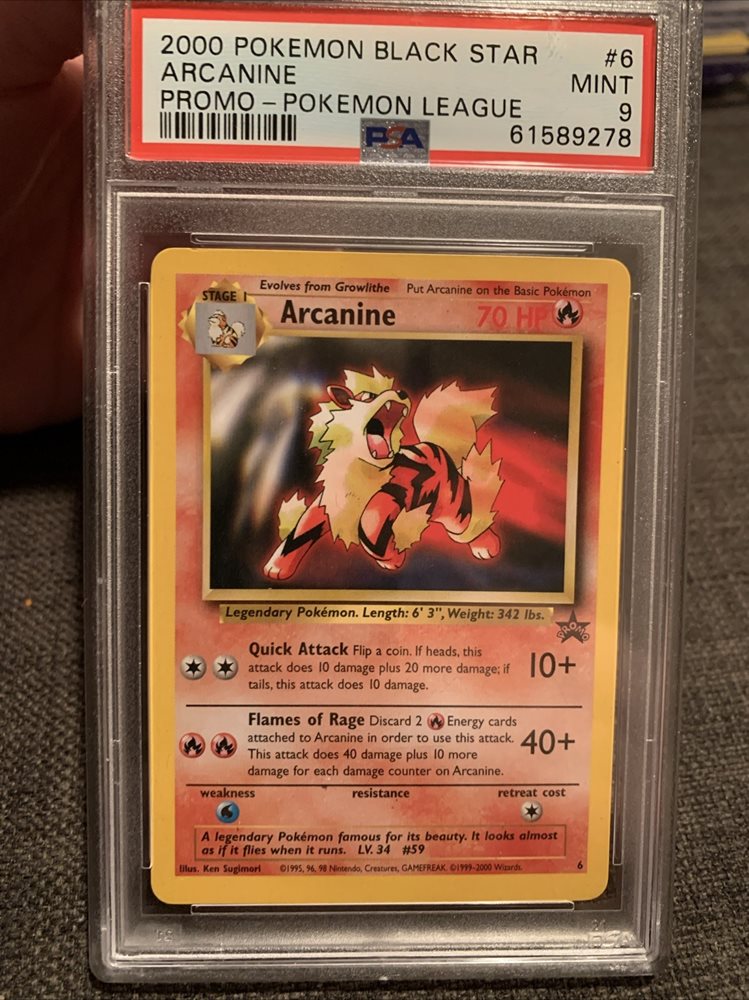 2000 POKEMON BLACK STAR #6
ARCANINE MINT
PROMO - POKEMON LEAGUE 9
PSA 61589278
STAGE 1 Evolves from Growlithe Put Arcanine on the Basic Pokémon
Arcanine 70 HP
Legendary Pokémon. Length: 6' 3", Weight: 342 lbs.
PROMO
Quick Attack Flip a coin. If heads, this
attack does 10 damage plus 20 more damage; if 10+
tails, this attack does 10 damage.
Flames of Rage Discard 2 Energy cards
attached to Arcanine in order to use this attack. 40+
This attack does 40 damage plus 10 more
damage for each damage counter on Arcanine.
weakness resistance retreat cost
A legendary Pokémon famous for its beauty. It looks almost
as if it flies when it runs. LV. 34 #59
Illus. Ken Sugimori ©1995, 96, 98 Nintendo, Creatures, GAMEFREAK. ©1999-2000 Wizards. 6